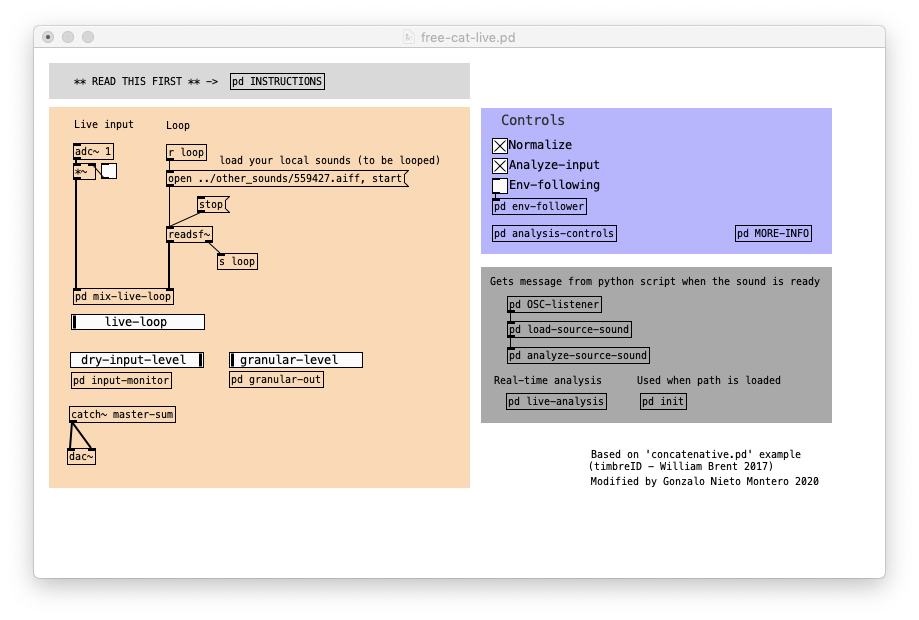 free-cat-live.pd
** READ THIS FIRST ** ->
pd INSTRUCTIONS
Live input
Loop
adc~ 1
*~
r loop
load your local sounds (to be looped)
open ../other_sounds/559427.aiff, start
stop
readsf~
s loop
pd mix-live-loop
live-loop
dry-input-level
granular-level
pd input-monitor
pd granular-out
catch~ master-sum
dac~
Controls
Normalize
Analyze-input
Env-following
pd env-follower
pd analysis-controls
pd MORE-INFO
Gets message from python script when the sound is ready
pd OSC-listener
pd load-source-sound
pd analyze-source-sound
Real-time analysis
Used when path is loaded
pd live-analysis
pd init
Based on 'concatenative.pd' example
(timbreID - William Brent 2017)
Modified by Gonzalo Nieto Montero 2020